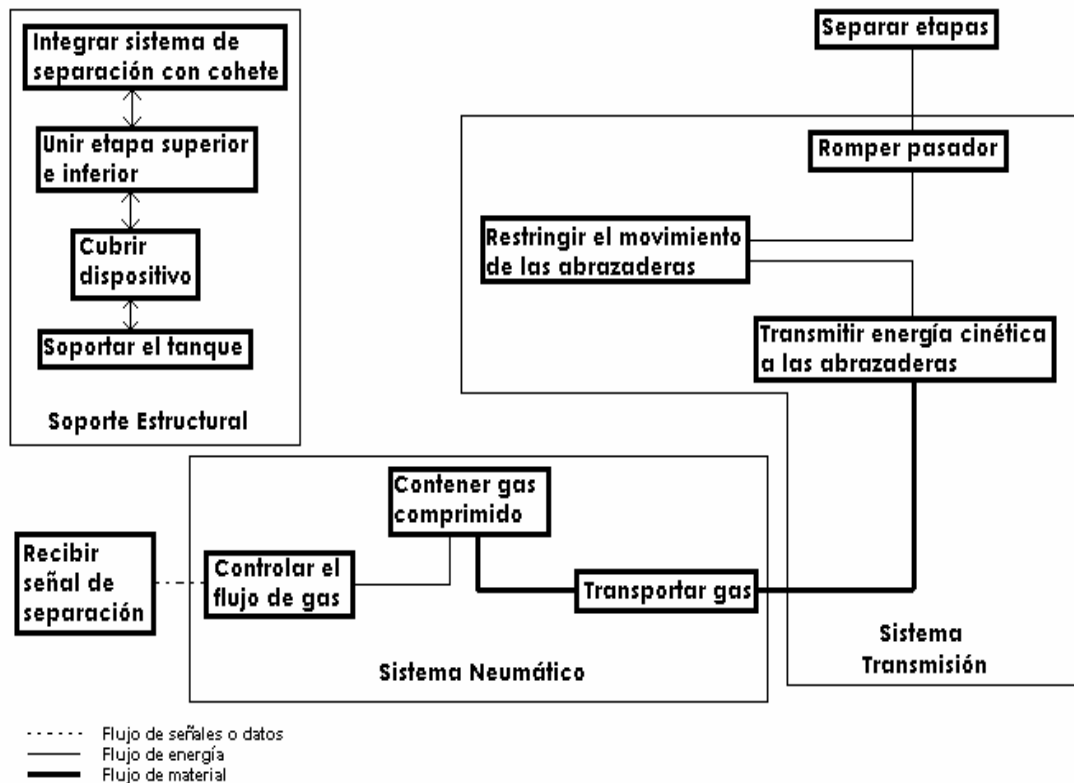 Integrar sistema de
separación con cohete
Unir etapa superior
e inferior
Cubrir
dispositivo
Soportar el tanque
Soporte Estructural
Separar etapas
Romper pasador
Restringir el movimiento
de las abrazaderas
Transmitir energía cinética
a las abrazaderas
Sistema
Transmisión
Contener gas
comprimido
Recibir
señal de
separación
Controlar el
flujo de gas
Transportar gas
Sistema Neumático
Flujo de señales o datos
Flujo de energía
Flujo de material